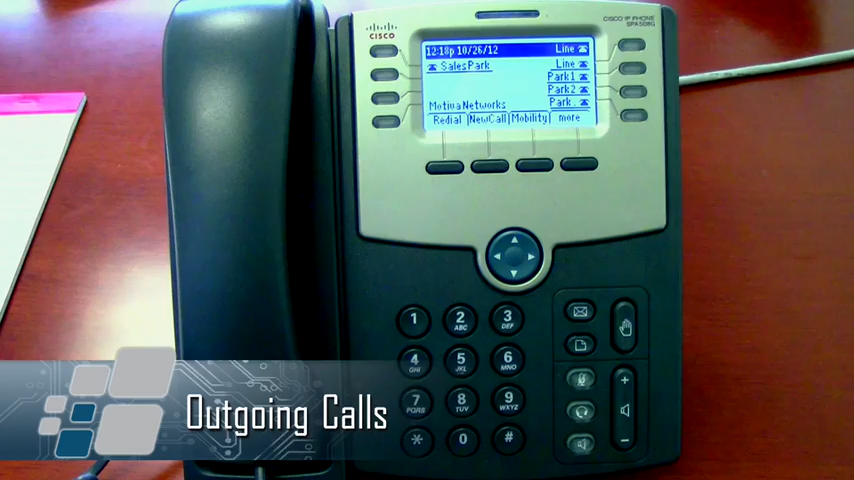 CISCO
CISCO IP PHONE
SPA508G
12:18p 10/26/12 Line
SalesPark Line
Park1
Park2
Motiva Networks Park .
Redial NewCall Mobility more
1 2 ABC 3 DEF
4 GHI 5 JKL 6 MNO
7 PQRS 8 TUV 9 WXYZ
* 0 #
+
−
Outgoing Calls